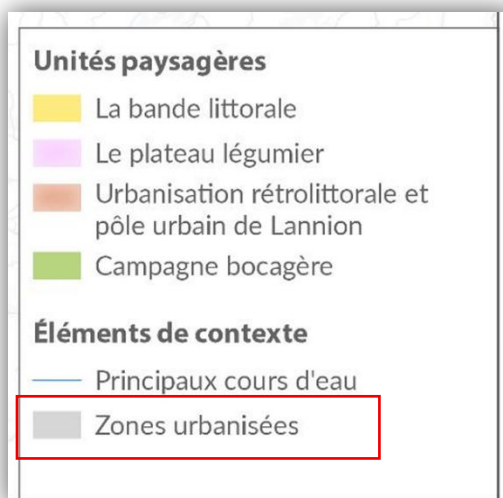 Unités paysagères
La bande littorale
Le plateau légumier
Urbanisation rétrolittorale et
pôle urbain de Lannion
Campagne bocagère
Éléments de contexte
Principaux cours d'eau
Zones urbanisées